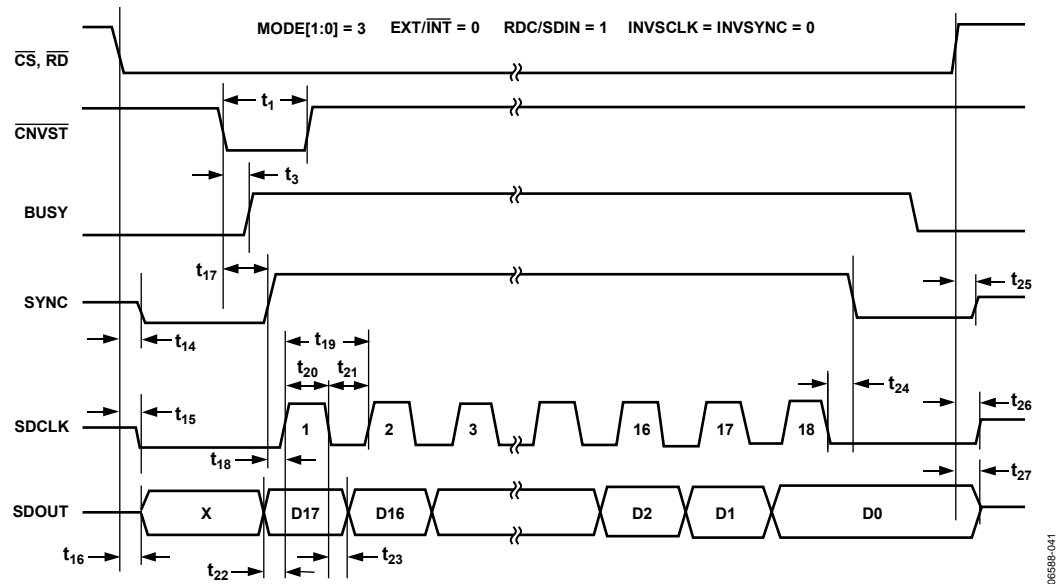 MODE[1:0] = 3 EXT/INT = 0 RDC/SDIN = 1 INVSCLK = INVSYNC = 0
CS, RD
t1
CNVST
t3
BUSY
t17
SYNC
t25
t14
t19
t20 t21
t24
t15
t26
SDCLK
1 2 3 16 17 18
t18
t27
SDOUT
X D17 D16 D2 D1 D0
t16
t22
t23
06588-041